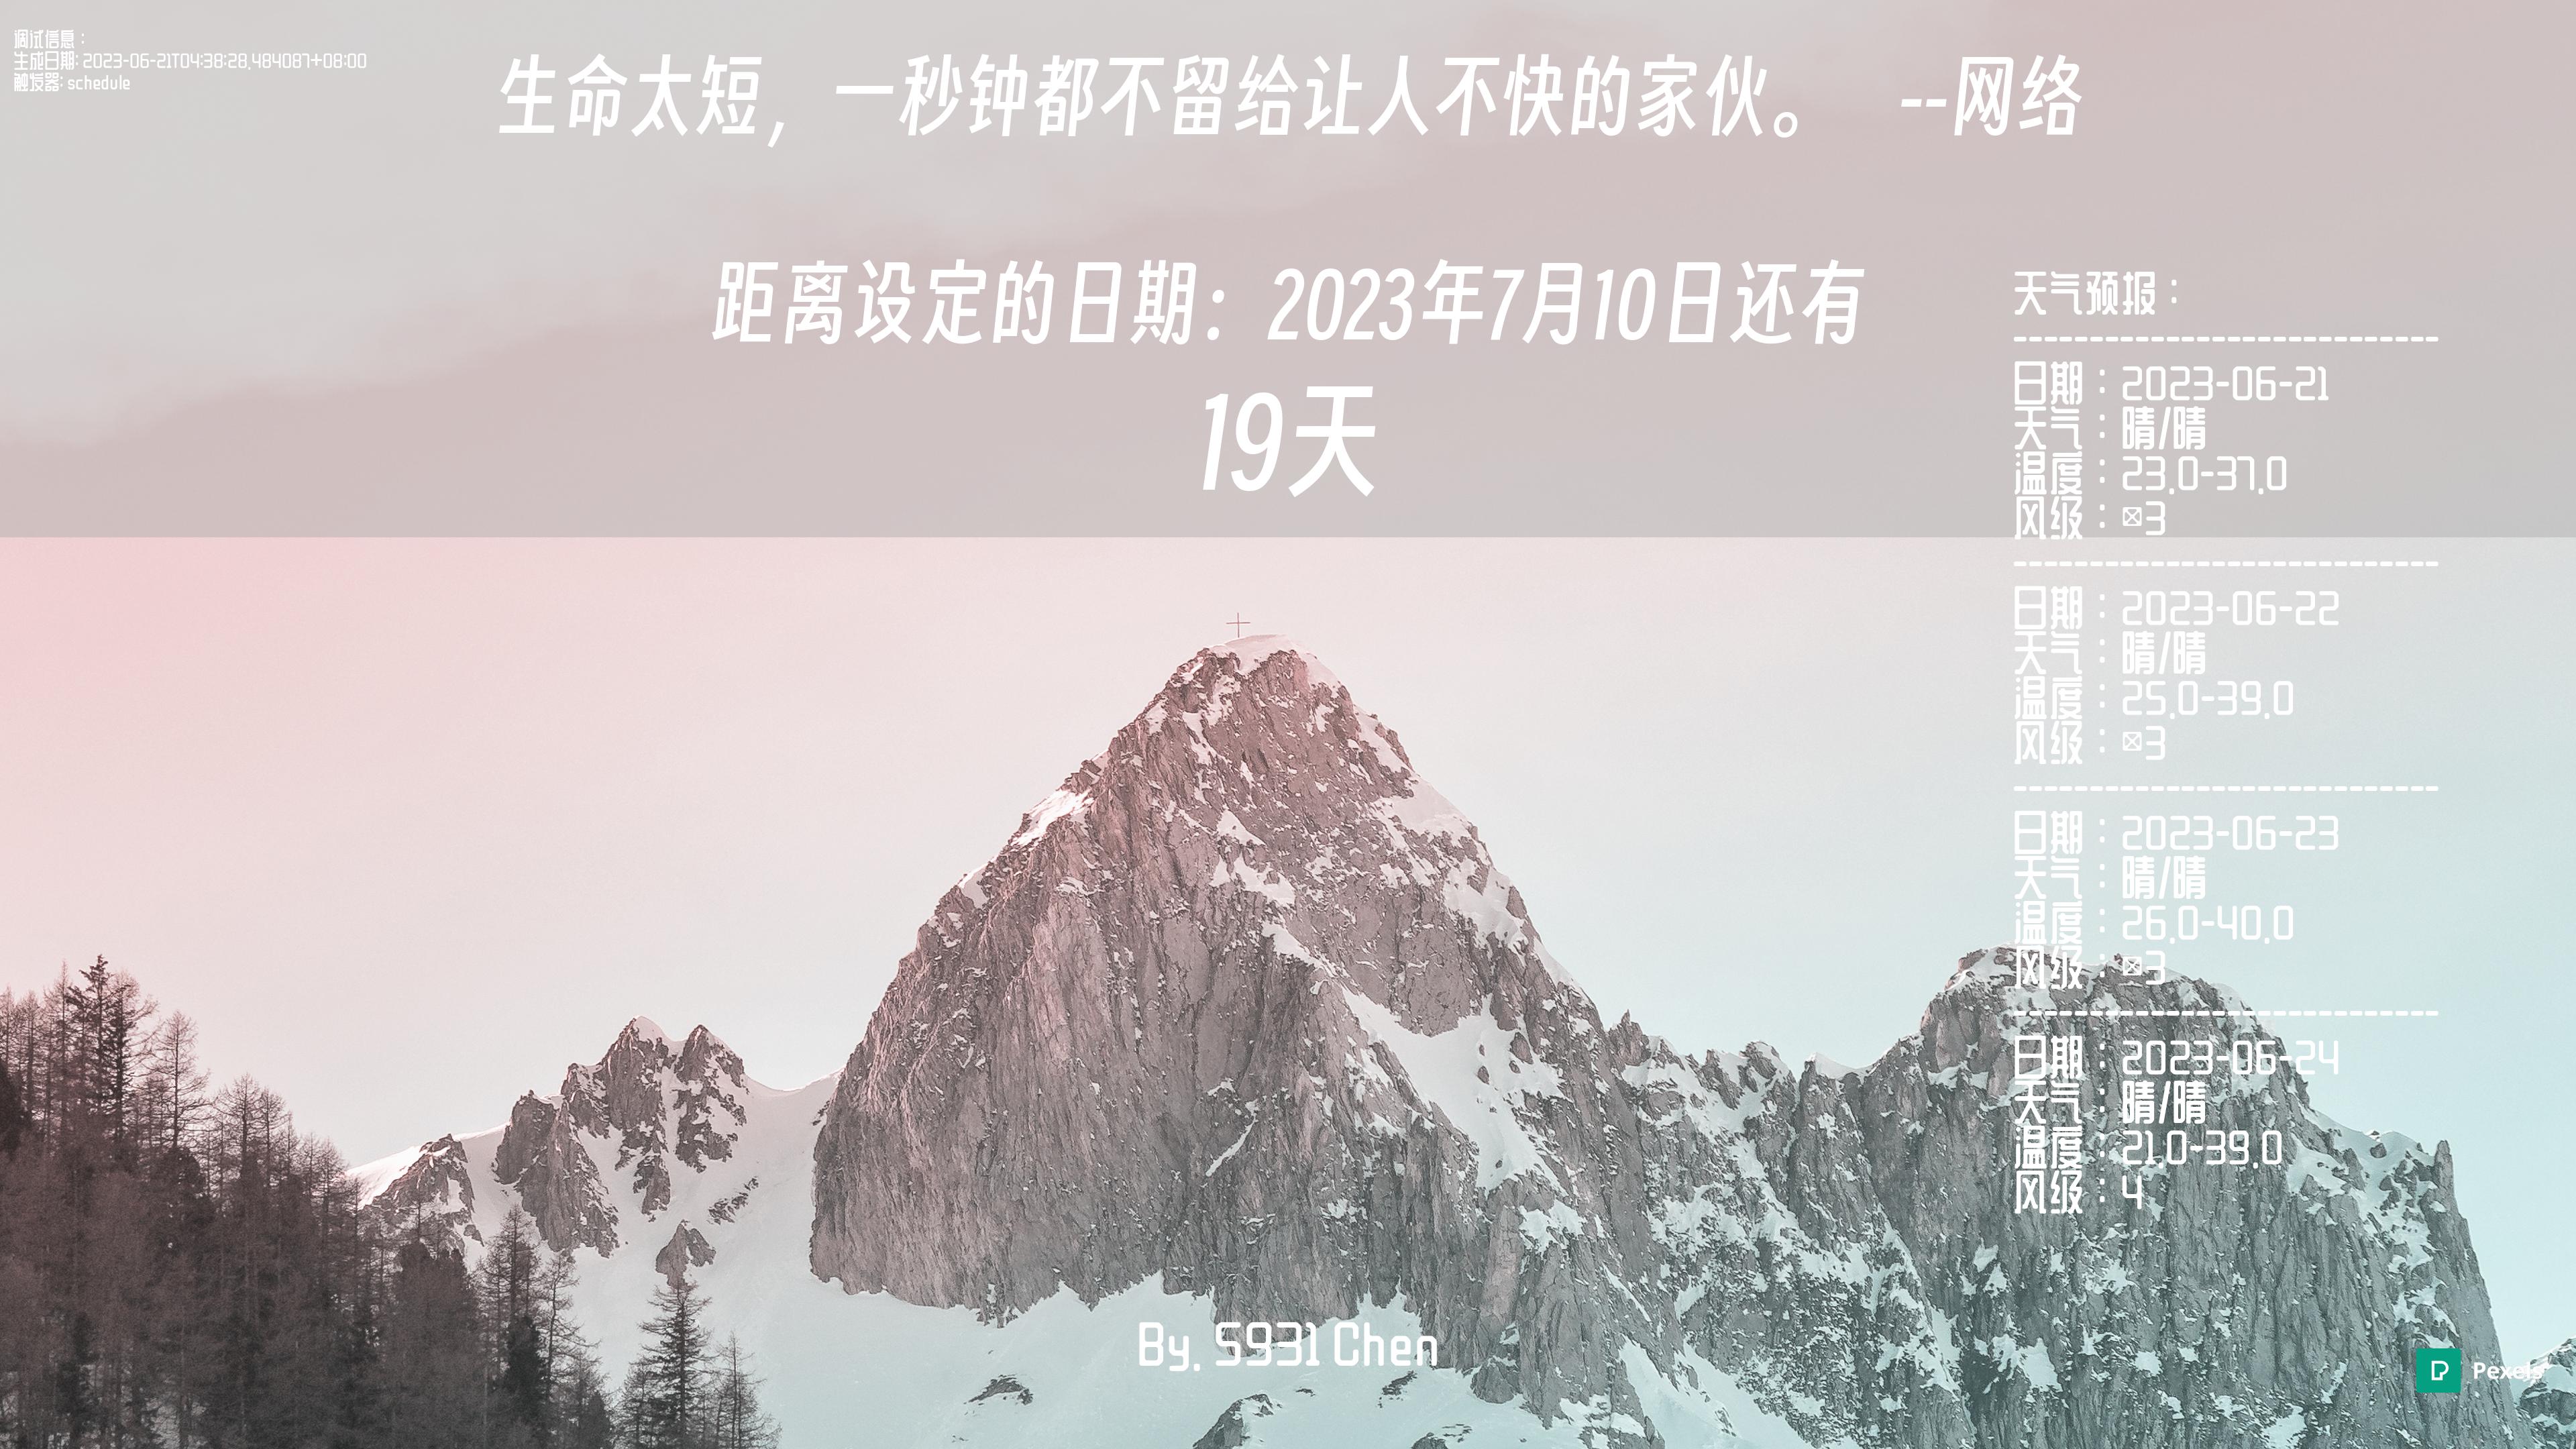 调试信息：
生成日期: 2023-06-21T04:38:28.484087+08:00
触发器: schedule
生命太短，一秒钟都不留给让人不快的家伙。 --网络
距离设定的日期：2023年7月10日还有
19天
天气预报：
----------------------------
日期：2023-06-21
天气：晴/晴
温度：23.0-37.0
风级：3
----------------------------
日期：2023-06-22
天气：晴/晴
温度：25.0-39.0
风级：3
----------------------------
日期：2023-06-23
天气：晴/晴
温度：26.0-40.0
风级：3
----------------------------
日期：2023-06-24
天气：晴/晴
温度：21.0-39.0
风级：4
By. S931 Chen
Pexels